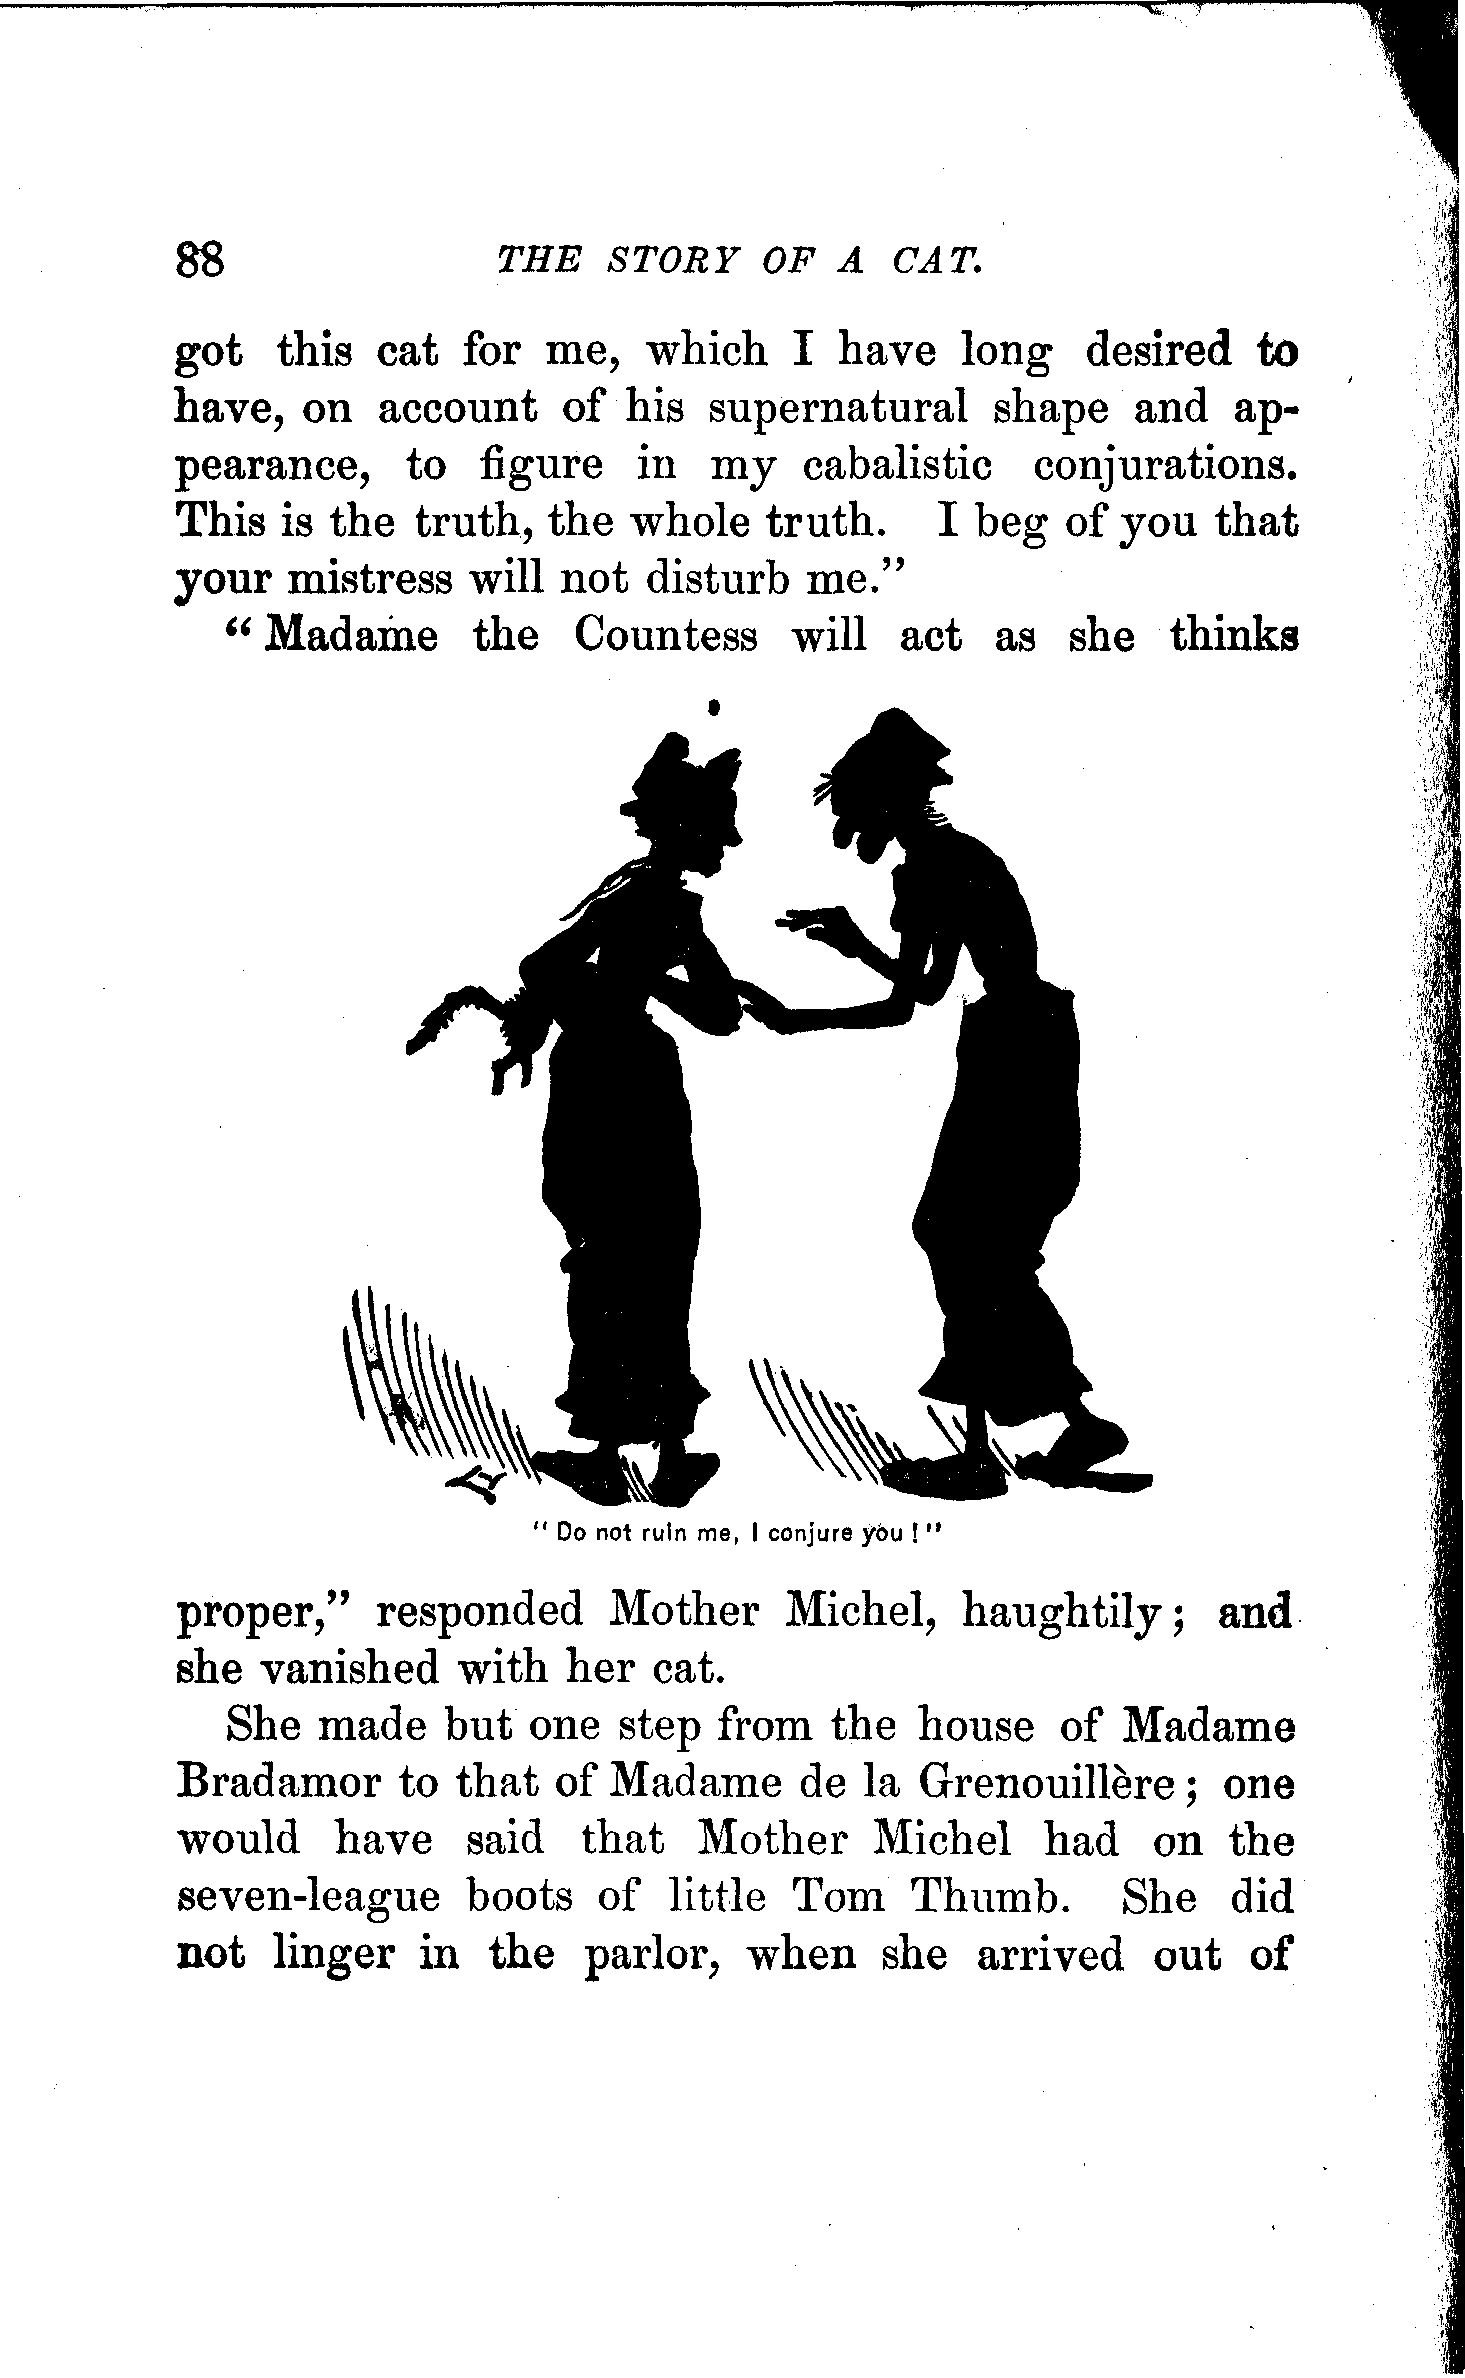 88 THE STORY OF A CAT.
got this cat for me, which I have long desired to
have, on account of his supernatural shape and ap-
pearance, to figure in my cabalistic conjurations.
This is the truth, the whole truth. I beg of you that
your mistress will not disturb me.”
“Madame the Countess will act as she thinks
“Do not ruin me, I conjure you!”
proper,” responded Mother Michel, haughtily; and
she vanished with her cat.
She made but one step from the house of Madame
Bradamor to that of Madame de la Grenouillère; one
would have said that Mother Michel had on the
seven-league boots of little Tom Thumb. She did
not linger in the parlor, when she arrived out of